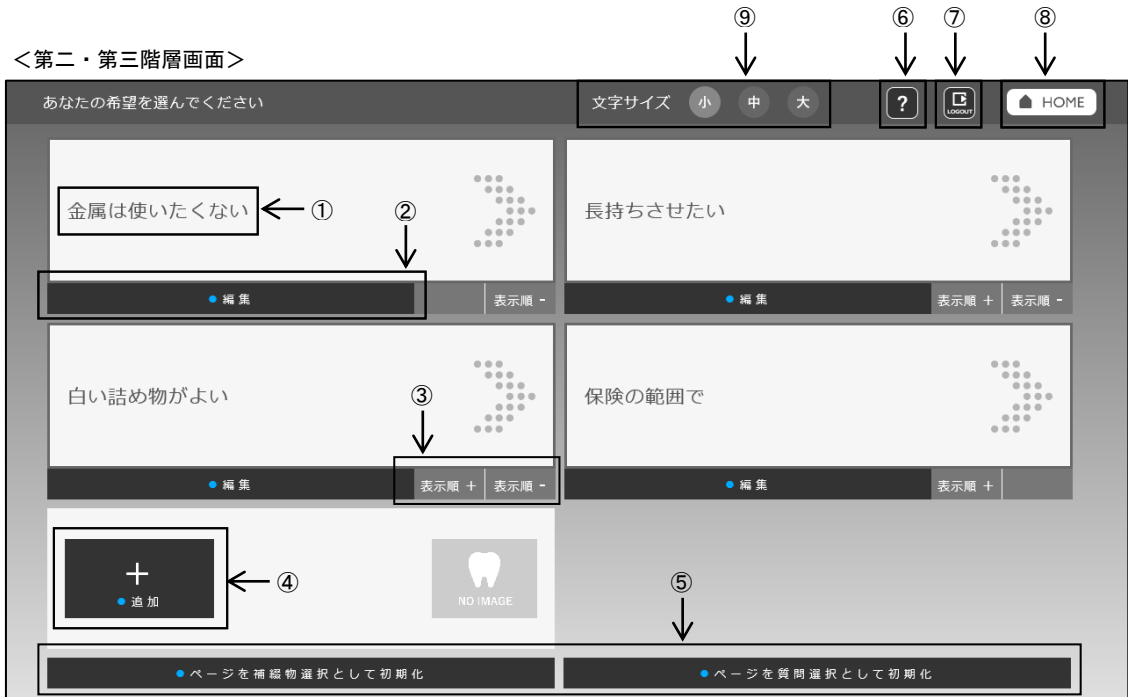 ⑨ ⑥ ⑦ ⑧
＜第二・第三階層画面＞
あなたの希望を選んでください 文字サイズ 小 中 大 ? LOGOUT HOME
金属は使いたくない ① ② 長持ちさせたい
●編集 表示順 - ●編集 表示順 + 表示順 -
白い詰め物がよい ③ 保険の範囲で
●編集 表示順 + 表示順 - ●編集 表示順 +
+
●追加 ④ NO IMAGE ⑤
●ページを補綴物選択として初期化 ●ページを質問選択として初期化